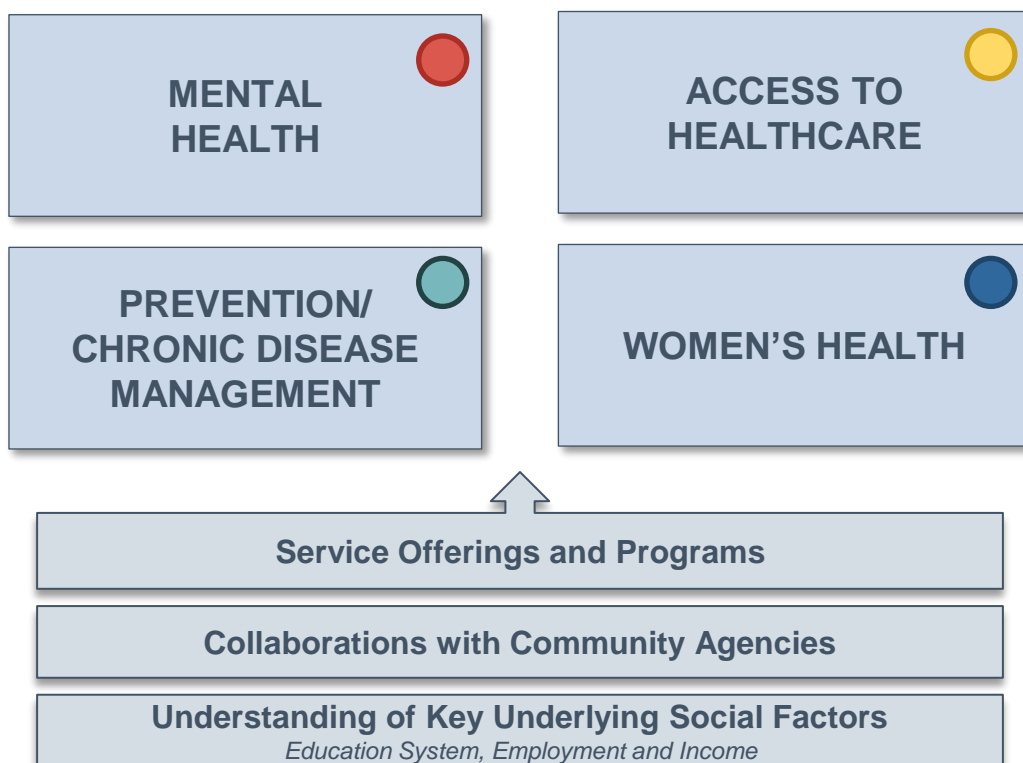 MENTAL
HEALTH
ACCESS TO
HEALTHCARE
PREVENTION/
CHRONIC DISEASE
MANAGEMENT
WOMEN’S HEALTH
Service Offerings and Programs
Collaborations with Community Agencies
Understanding of Key Underlying Social Factors
Education System, Employment and Income